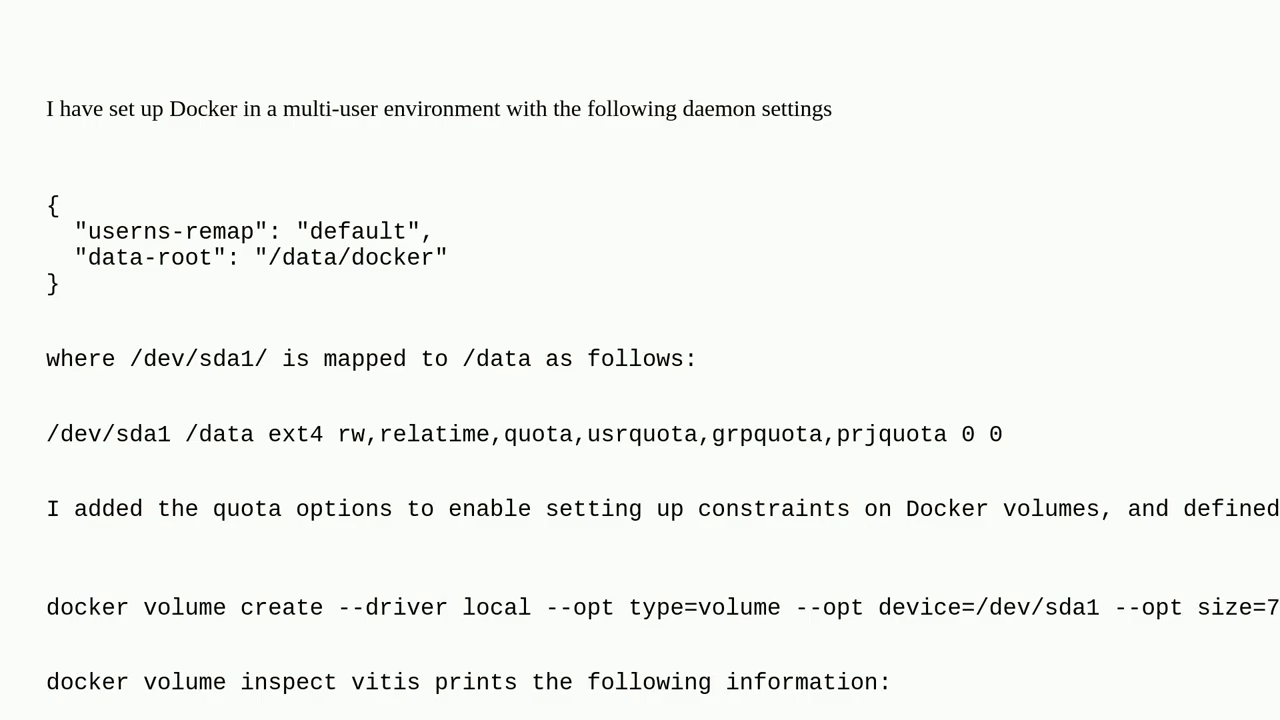 I have set up Docker in a multi-user environment with the following daemon settings
{
  "userns-remap": "default",
  "data-root": "/data/docker"
}
where /dev/sda1/ is mapped to /data as follows:
/dev/sda1 /data ext4 rw,relatime,quota,usrquota,grpquota,prjquota 0 0
I added the quota options to enable setting up constraints on Docker volumes, and defined
docker volume create --driver local --opt type=volume --opt device=/dev/sda1 --opt size=7
docker volume inspect vitis prints the following information: